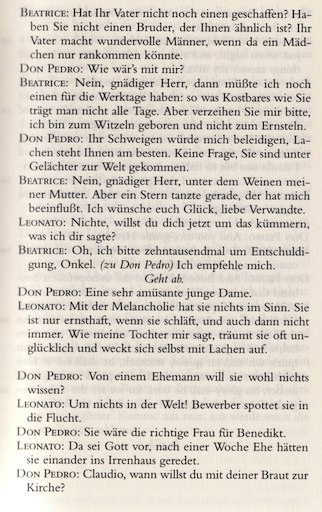 BEATRICE: Hat Ihr Vater nicht noch einen geschaffen? Ha-
ben Sie nicht einen Bruder, der Ihnen ähnlich ist? Ihr
Vater macht wundervolle Männer, wenn da ein Mäd-
chen nur rankommen könnte.
DON PEDRO: Wie wär's mit mir?
BEATRICE: Nein, gnädiger Herr, dann müßte ich noch
einen für die Werktage haben: so was Kostbares wie Sie
trägt man nicht alle Tage. Aber verzeihen Sie mir bitte,
ich bin zum Witzeln geboren und nicht zum Ernsteln.
DON PEDRO: Ihr Schweigen würde mich beleidigen, La-
chen steht Ihnen am besten. Keine Frage, Sie sind unter
Gelächter zur Welt gekommen.
BEATRICE: Nein, gnädiger Herr, unter dem Weinen mei-
ner Mutter. Aber ein Stern tanzte gerade, der hat mich
beeinflußt. Ich wünsche euch Glück, liebe Verwandte.
LEONATO: Nichte, willst du dich jetzt um das kümmern,
was ich dir sagte?
BEATRICE: Oh, ich bitte zehntausendmal um Entschuldi-
gung, Onkel. (zu Don Pedro) Ich empfehle mich.
Geht ab.
DON PEDRO: Eine sehr amüsante junge Dame.
LEONATO: Mit der Melancholie hat sie nichts im Sinn. Sie
ist nur ernsthaft, wenn sie schläft, und auch dann nicht
immer. Wie meine Tochter mir sagt, träumt sie oft un-
glücklich und weckt sich selbst mit Lachen auf.
DON PEDRO: Von einem Ehemann will sie wohl nichts
wissen?
LEONATO: Um nichts in der Welt! Bewerber spottet sie in
die Flucht.
DON PEDRO: Sie wäre die richtige Frau für Benedikt.
LEONATO: Da sei Gott vor, nach einer Woche Ehe hätten
sie einander ins Irrenhaus geredet.
DON PEDRO: Claudio, wann willst du mit deiner Braut zur
Kirche?